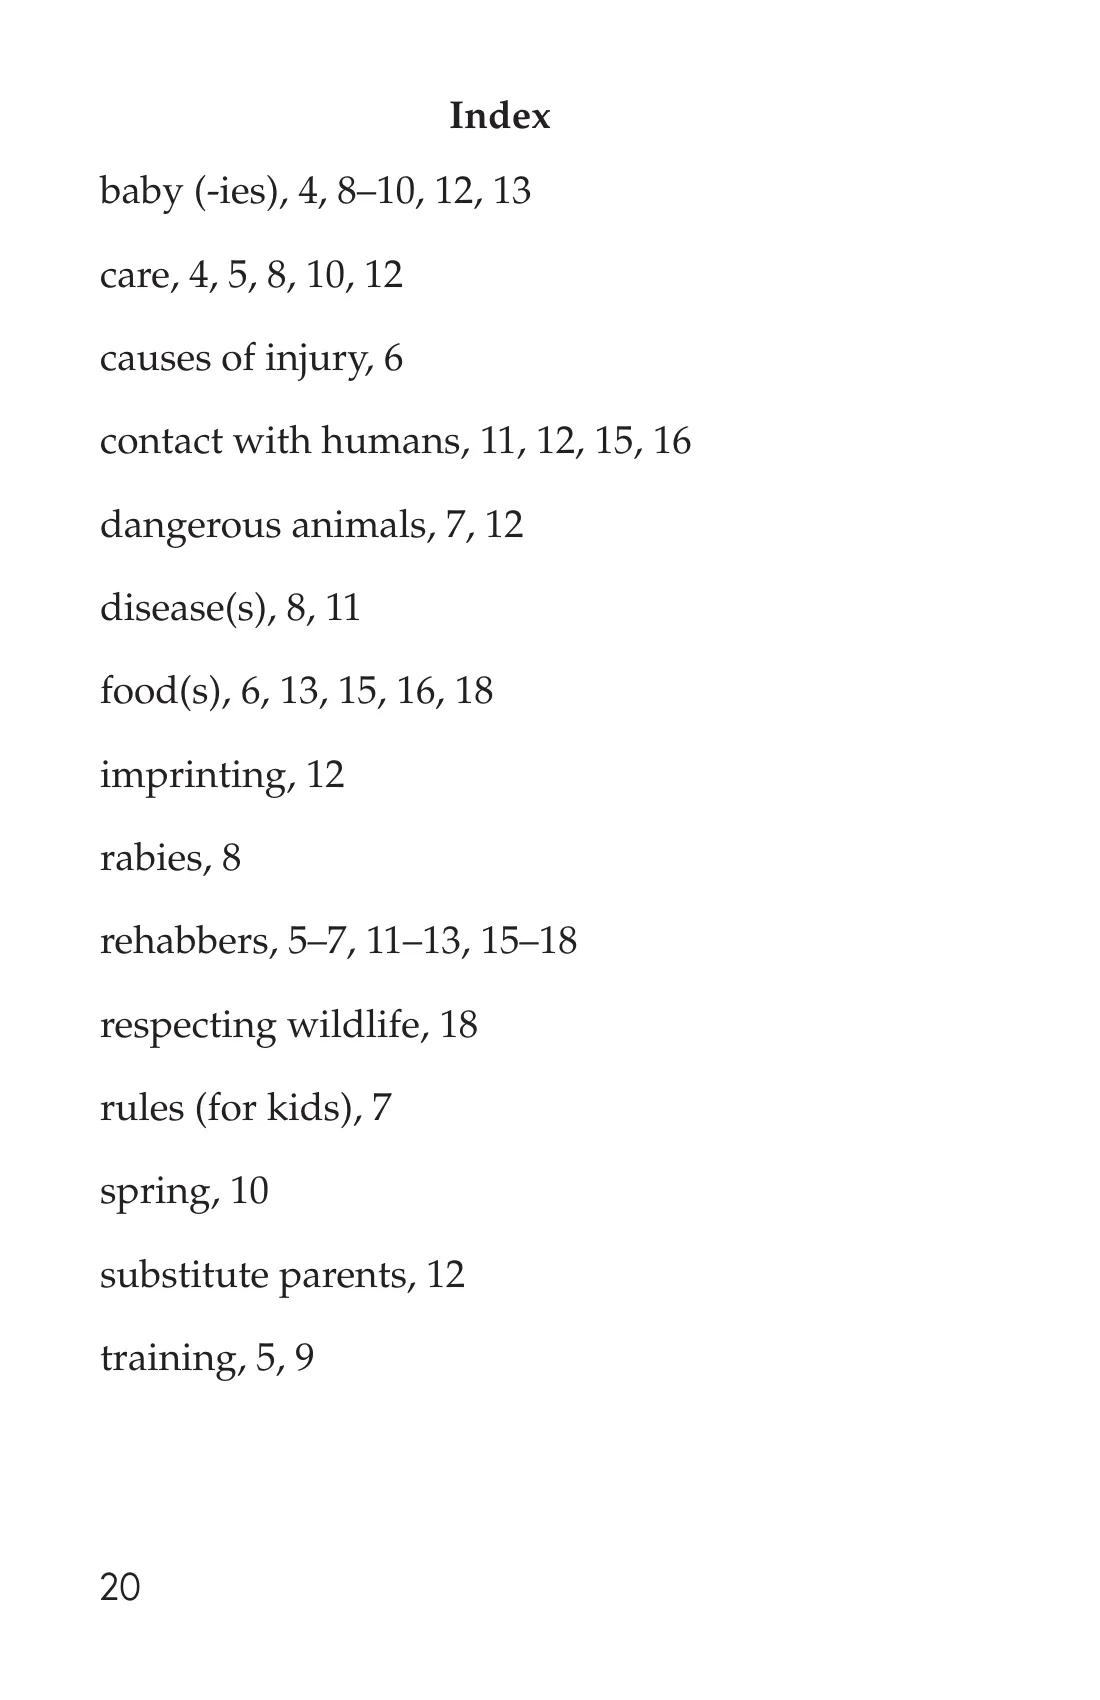 Index
baby (-ies), 4, 8–10, 12, 13
care, 4, 5, 8, 10, 12
causes of injury, 6
contact with humans, 11, 12, 15, 16
dangerous animals, 7, 12
disease(s), 8, 11
food(s), 6, 13, 15, 16, 18
imprinting, 12
rabies, 8
rehabbers, 5–7, 11–13, 15–18
respecting wildlife, 18
rules (for kids), 7
spring, 10
substitute parents, 12
training, 5, 9
20